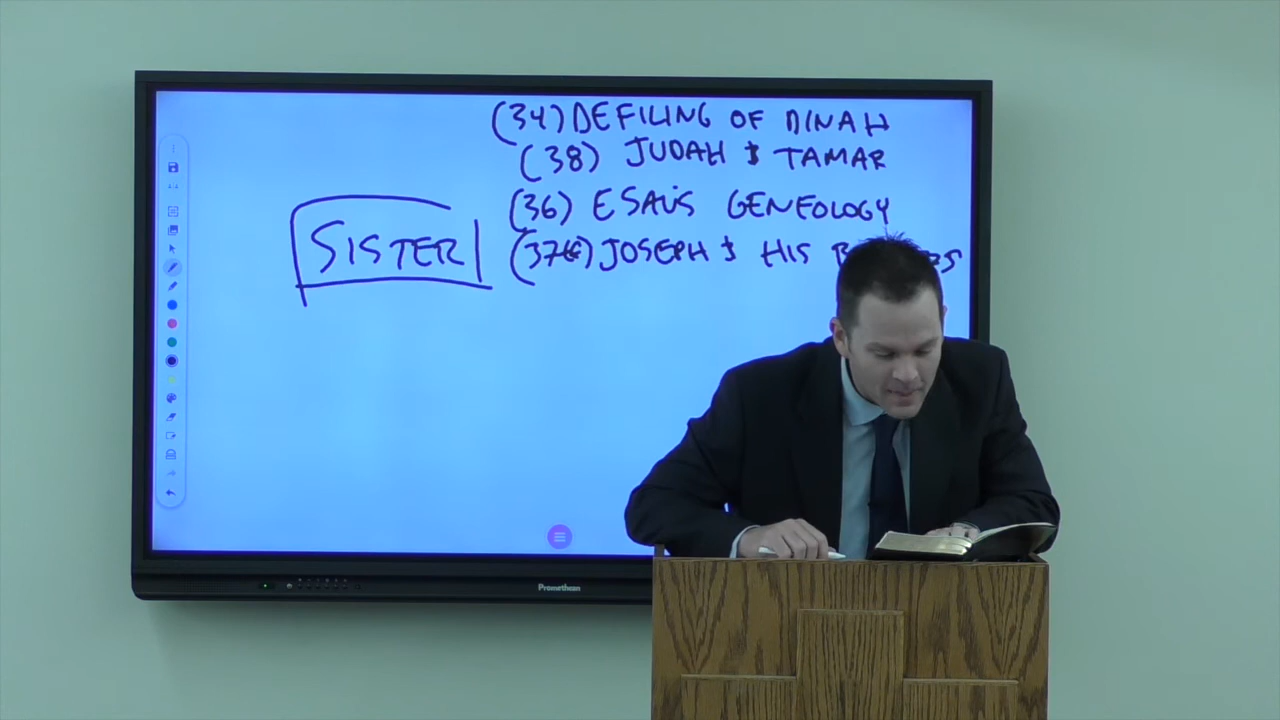 (34) DEFILING OF DINAH
(38) JUDAH & TAMAR
(36) ESAU'S GENEOLOGY
SISTER
(37) JOSEPH & HIS
Promethean